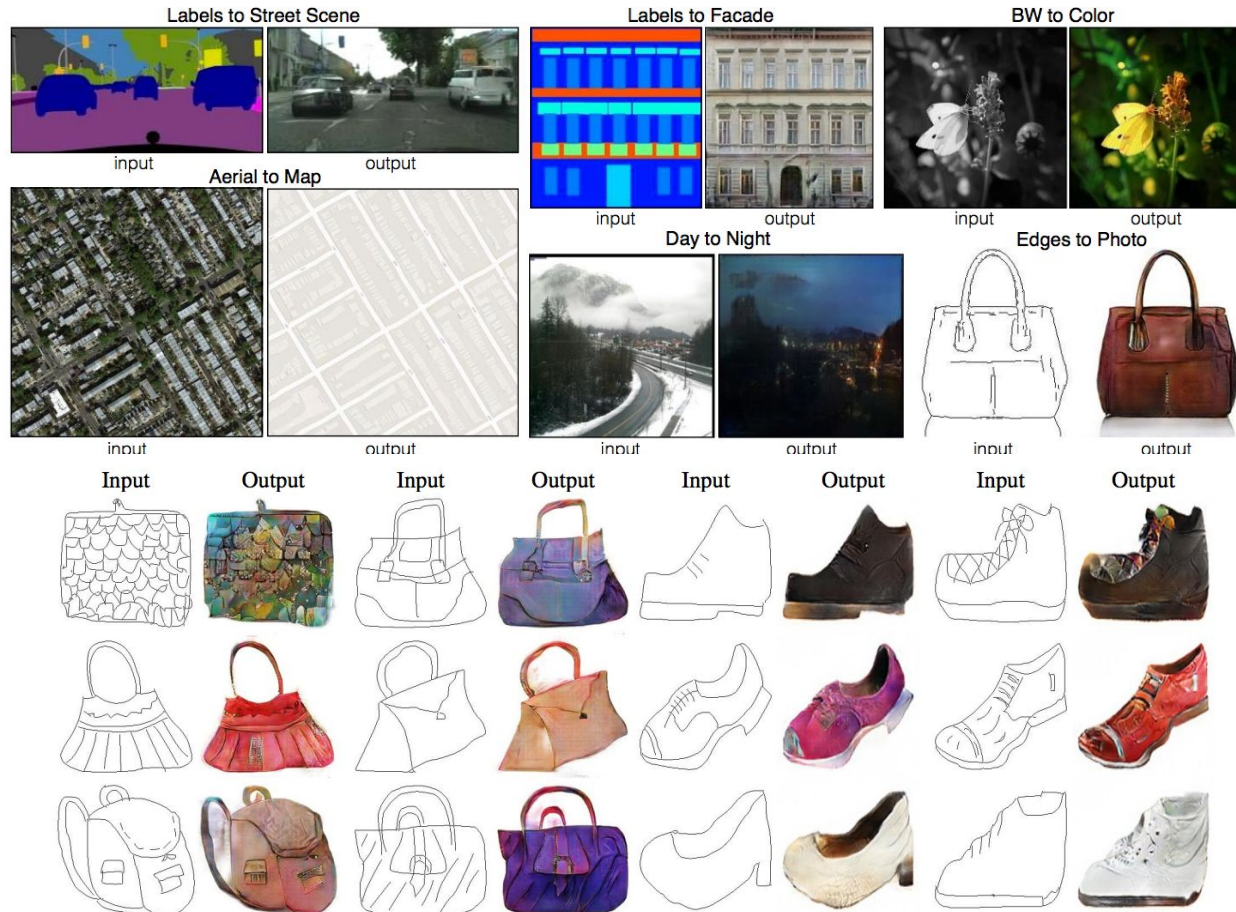 Labels to Street Scene
input
output
Aerial to Map
input
output
Labels to Facade
input
output
BW to Color
input
output
Day to Night
input
output
Edges to Photo
input
output
Input
Output
Input
Output
Input
Output
Input
Output